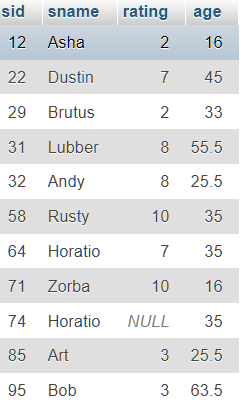 sid sname rating age
12 Asha 2 16
22 Dustin 7 45
29 Brutus 2 33
31 Lubber 8 55.5
32 Andy 8 25.5
58 Rusty 10 35
64 Horatio 7 35
71 Zorba 10 16
74 Horatio NULL 35
85 Art 3 25.5
95 Bob 3 63.5